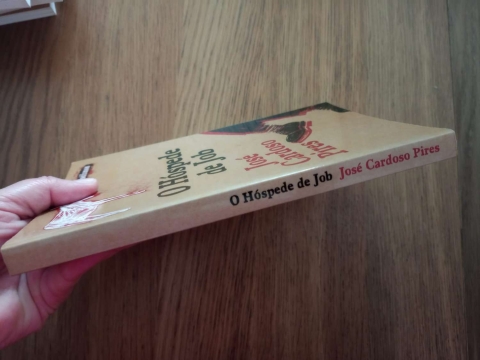 O Hóspede
de Job
José
Cardoso
Pires
O Hóspede de Job José Cardoso Pires